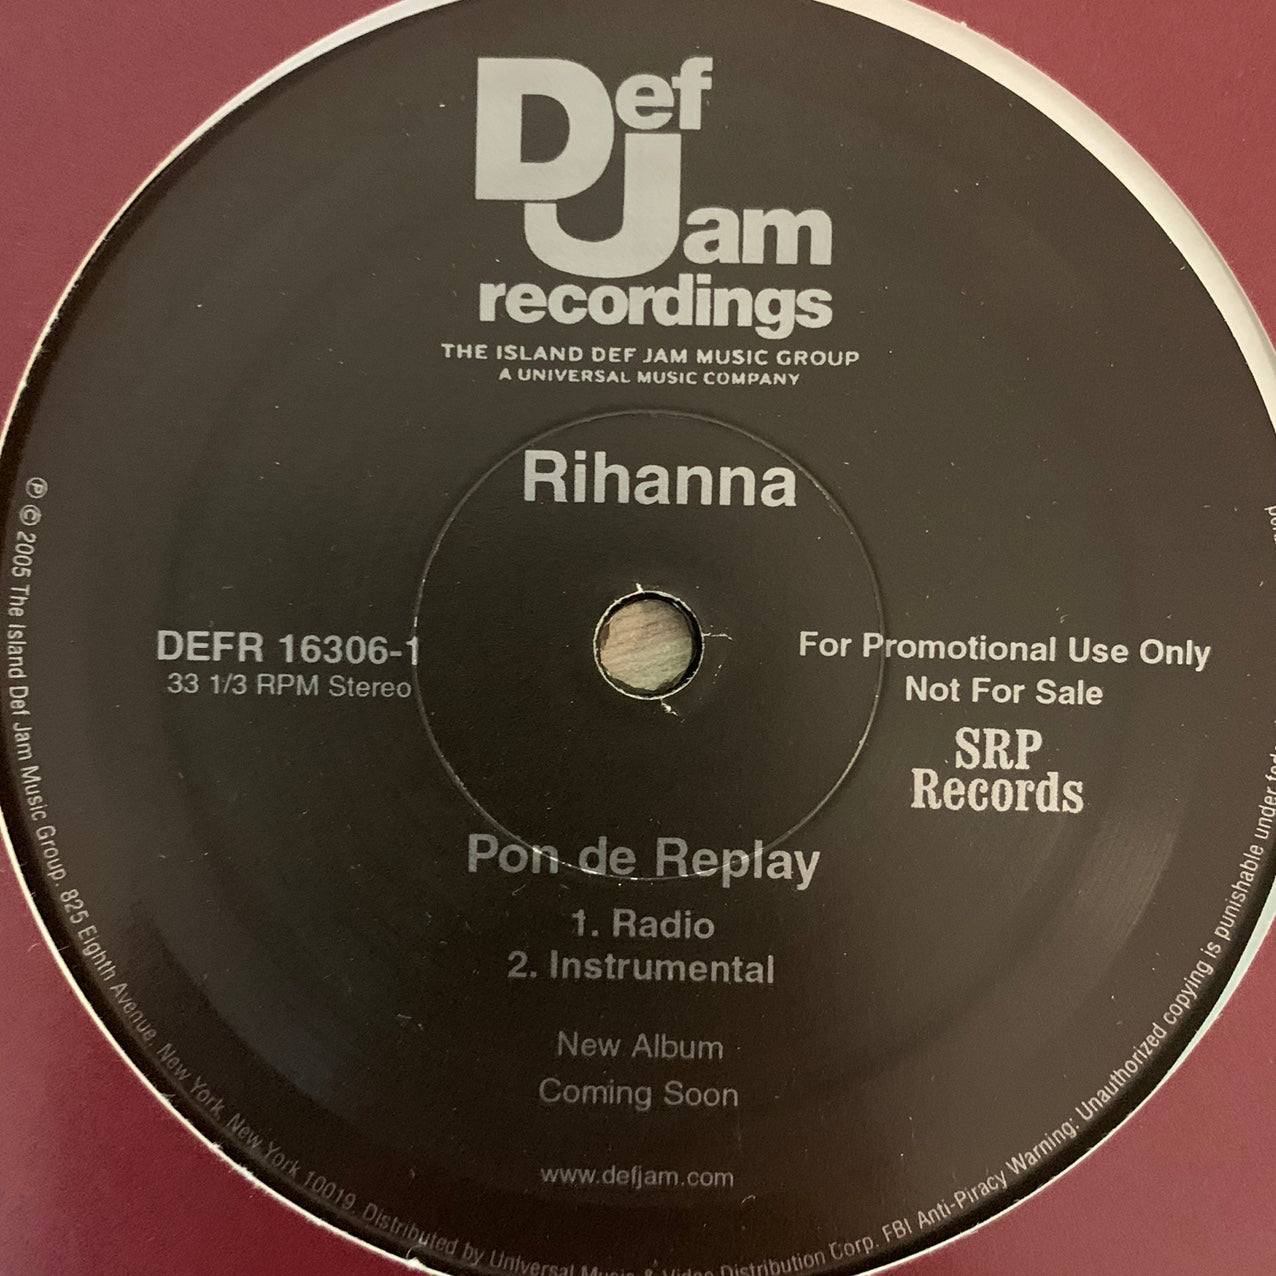 Def Jam
recordings
THE ISLAND DEF JAM MUSIC GROUP
A UNIVERSAL MUSIC COMPANY
Rihanna
DEFR 16306-1
33 1/3 RPM Stereo
For Promotional Use Only
Not For Sale
SRP
Records
Pon de Replay
1. Radio
2. Instrumental
New Album
Coming Soon
www.defjam.com
℗ © 2005 The Island Def Jam Music Group. 825 Eighth Avenue, New York, New York 10019. Distributed by Universal Music & Video Distribution Corp. FBI Anti-Piracy Warning: Unauthorized copying is punishable under